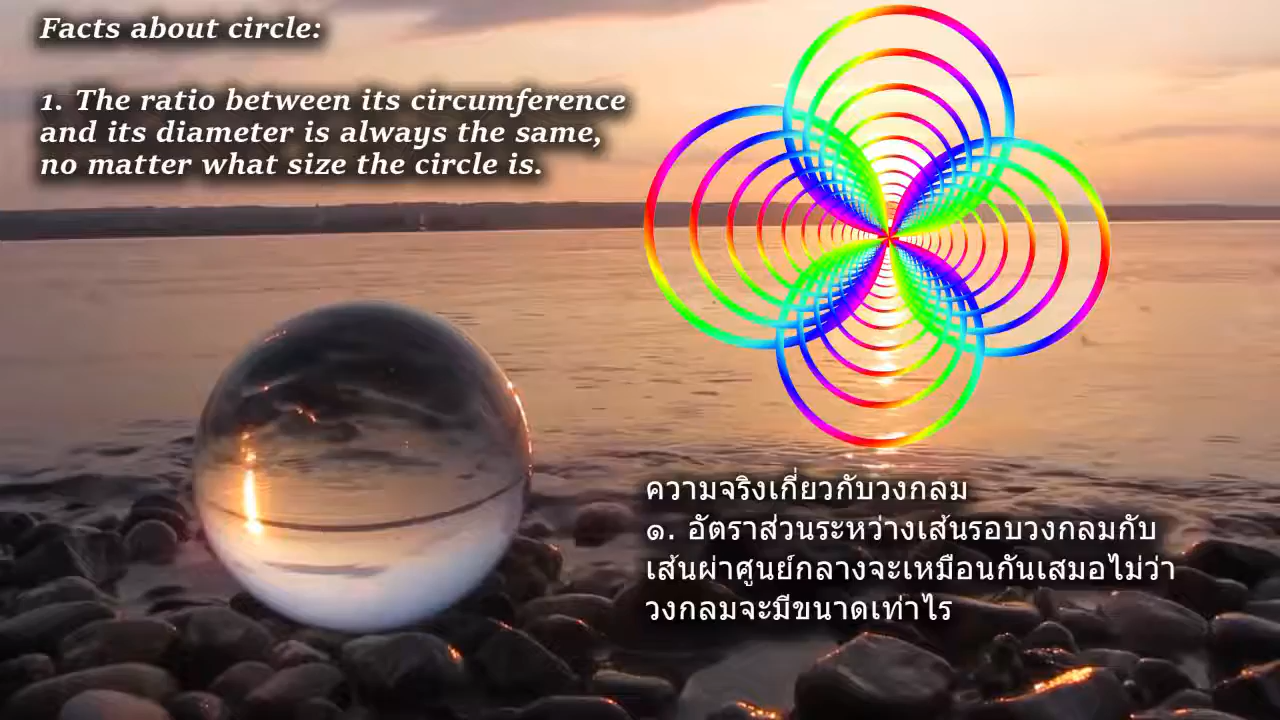 Facts about circle:
1. The ratio between its circumference
and its diameter is always the same,
no matter what size the circle is.
ความจริงเกี่ยวกับวงกลม
๑. อัตราส่วนระหว่างเส้นรอบวงกลมกับ
เส้นผ่าศูนย์กลางจะเหมือนกันเสมอไม่ว่า
วงกลมจะมีขนาดเท่าไร